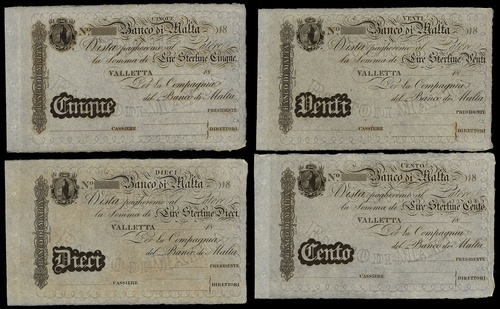 CINQUE
Nº Banco di Malta 18
Vista pagheremo al Latore
la Somma di Lire Sterline Cinque
VALLETTA 18
Per la Compagnia
del Banco di Malta
Cinque
PRESIDENTE
CASSIERE DIRETTORI
VENTI
Nº Banco di Malta 18
Vista pagheremo al Latore
la Somma di Lire Sterline Venti
VALLETTA 18
Per la Compagnia
del Banco di Malta
Venti
PRESIDENTE
CASSIERE DIRETTORI
DIECI
Nº Banco di Malta 18
Vista pagheremo al Latore
la Somma di Lire Sterline Dieci
VALLETTA 18
Per la Compagnia
del Banco di Malta
Dieci
PRESIDENTE
CASSIERE DIRETTORI
CENTO
Nº Banco di Malta 18
Vista pagheremo al Latore
la Somma di Lire Sterline Cento
VALLETTA 18
Per la Compagnia
del Banco di Malta
Cento
PRESIDENTE
CASSIERE DIRETTORI